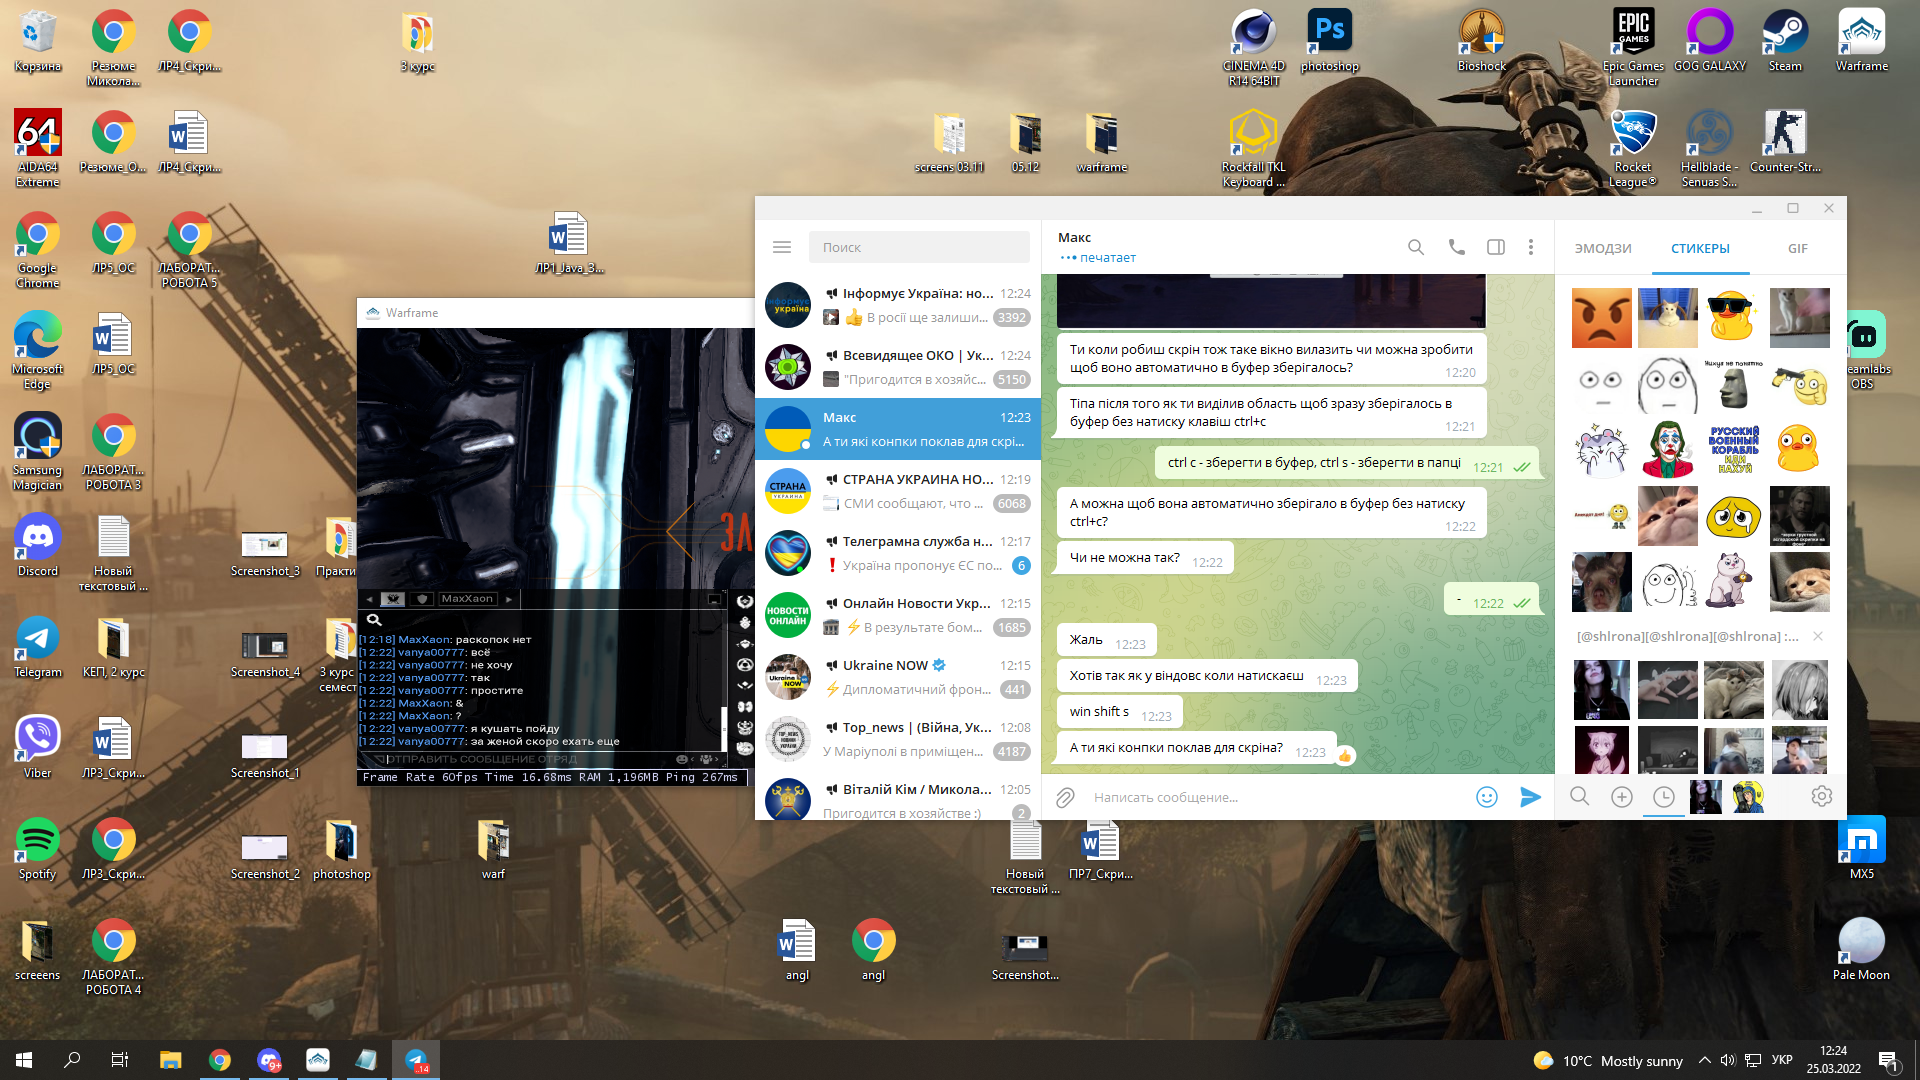 Корзина
Резюме Микола...
ЛР4_Скри...
3 курс
CINEMA 4D R14 64BIT
photoshop
Bioshock
Epic Games Launcher
GOG GALAXY
Steam
Warframe
AIDA64 Extreme
Резюме_О...
ЛР4_Скри...
screens 03.11
05.12
warframe
Rockfall TKL Keyboard ...
Rocket League®
Hellblade - Senuas S...
Counter-Str...
Google Chrome
ЛР5_ОС
ЛАБОРАТ... РОБОТА 5
ЛР1_Java_З...
Microsoft Edge
ЛР5_ОС
eamlabs OBS
Samsung Magician
ЛАБОРАТ... РОБОТА 3
Discord
Новый текстовый ...
Screenshot_3
Практи
Telegram
КЕП, 2 курс
Screenshot_4
3 курс семест
Viber
ЛР3_Скри...
Screenshot_1
Spotify
ЛР3_Скри...
Screenshot_2
photoshop
warf
Новый текстовый ...
ПР7_Скри...
MX5
screeens
ЛАБОРАТ... РОБОТА 4
angl
angl
Screenshot...
Pale Moon
Warframe
ЗА
MaxXaon
[12:18] MaxXaon: раскопок нет
[12:22] vanya00777: всё
[12:22] vanya00777: не хочу
[12:22] vanya00777: так
[12:22] vanya00777: простите
[12:22] MaxXaon: &
[12:22] MaxXaon: ?
[12:22] vanya00777: я кушать пойду
[12:22] vanya00777: за женой скоро ехать еще
ОТПРАВИТЬ СООБЩЕНИЕ ОТРЯД
Frame Rate 60fps Time 16.68ms RAM 1,196MB Ping 267ms
Поиск
Інформує Україна: но... 12:24
В росії ще залиши... 3392
Всевидящее ОКО | Ук... 12:24
"Пригодится в хозяйс... 5150
Макс 12:23
А ти які конпки поклав для скрі...
СТРАНА УКРАИНА НО... 12:19
СМИ сообщают, что ... 6068
Телеграмна служба н... 12:17
Україна пропонує ЄС по... 6
Онлайн Новости Укр... 12:15
В результате бом... 1685
Ukraine NOW 12:15
Дипломатичний фрон... 441
Top_news | (Війна, Ук... 12:08
У Маріуполі в приміщен... 4187
Віталій Кім / Микола... 12:05
Пригодится в хозяйстве :) 2
Макс
печатает
Ти коли робиш скрін тож таке вікно вилазить чи можна зробити
щоб воно автоматично в буфер зберігалось? 12:20
Тіпа після того як ти виділив область щоб зразу зберігалось в
буфер без натиску клавіш ctrl+c 12:21
ctrl c - зберегти в буфер, ctrl s - зберегти в папці 12:21
А можна щоб вона автоматично зберігало в буфер без натиску
ctrl+c? 12:22
Чи не можна так? 12:22
- 12:22
Жаль 12:23
Хотів так як у віндовс коли натискаєш 12:23
win shift s 12:23
А ти які конпки поклав для скріна? 12:23
Написать сообщение...
ЭМОДЗИ СТИКЕРЫ GIF
РУССКИЙ ВОЕННЫЙ КОРАБЛЬ ИДИ НАХУЙ
[@shlrona][@shlrona][@shlrona] :...
10°C Mostly sunny
УКР
12:24
25.03.2022